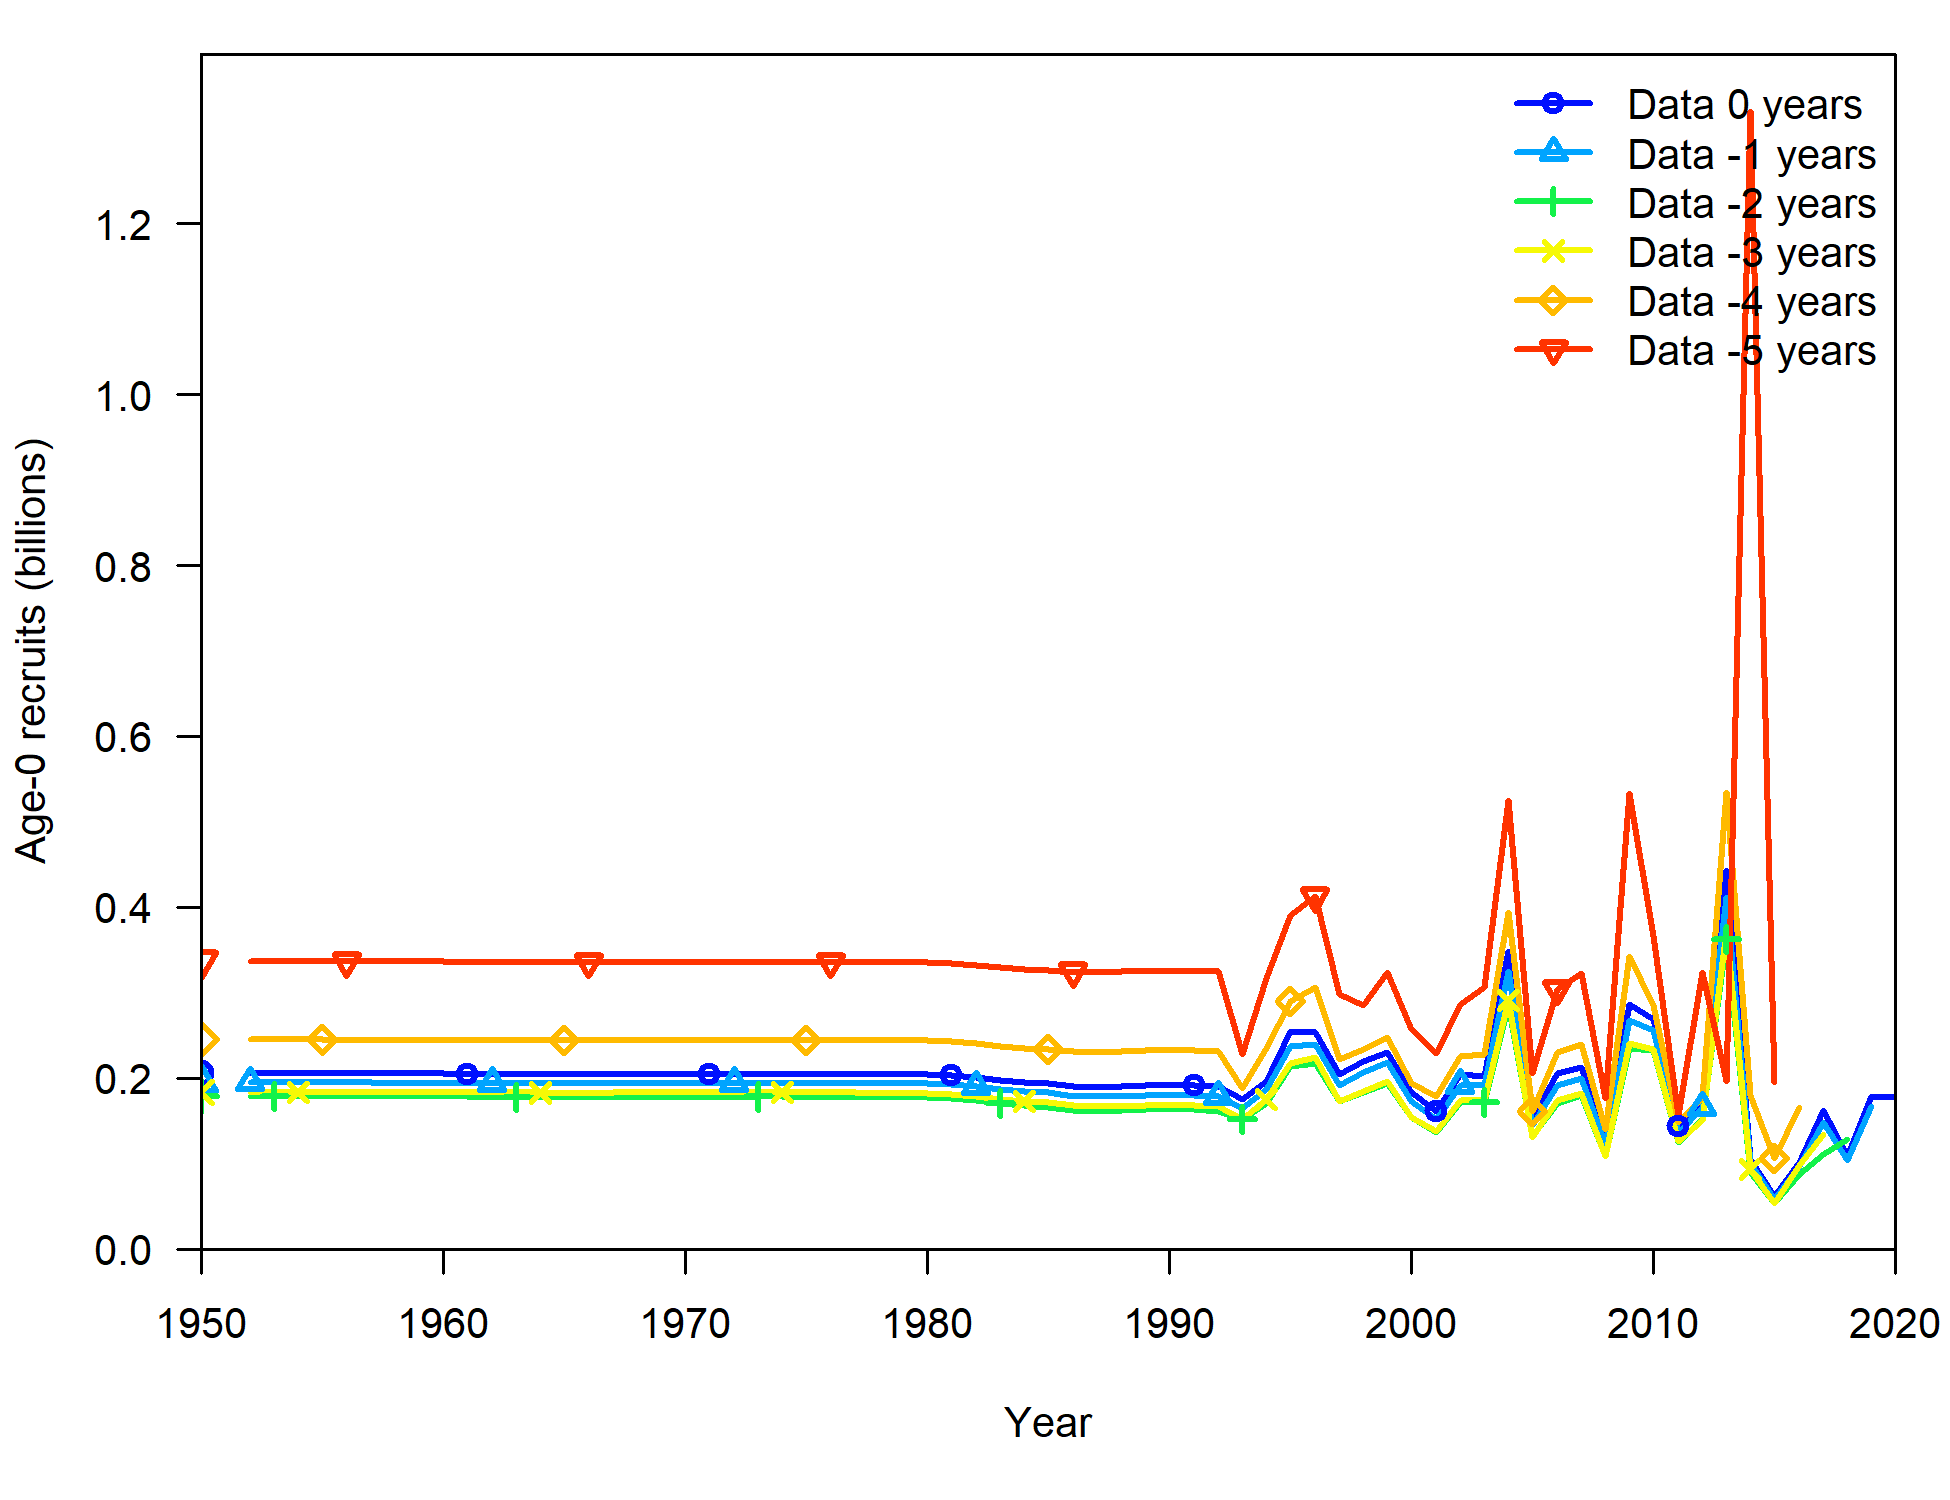 Data 0 years
Data -1 years
Data -2 years
Data -3 years
Data -4 years
Data -5 years
Age-0 recruits (billions)
1.2
1.0
0.8
0.6
0.4
0.2
0.0
1950 1960 1970 1980 1990 2000 2010 2020
Year